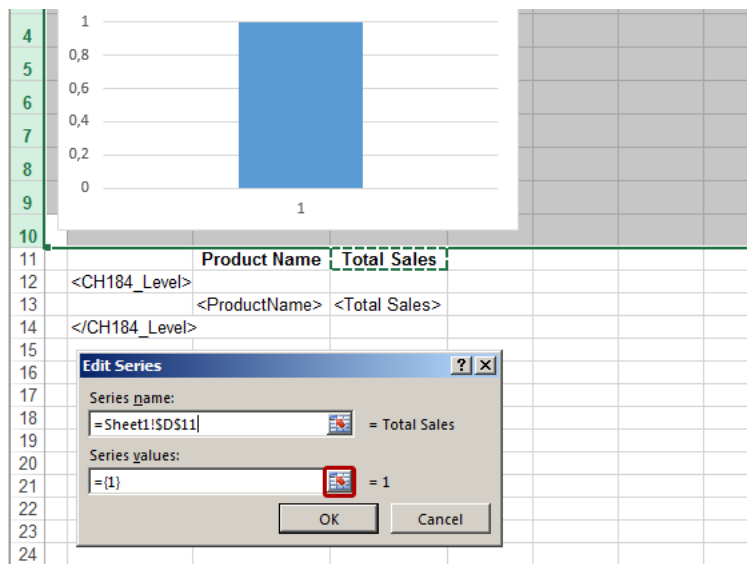 4
1
5
0,8
6
0,6
7
0,4
8
0,2
9
0
1
10
11 Product Name Total Sales
12 <CH184_Level>
13 <ProductName> <Total Sales>
14 </CH184_Level>
15
16 Edit Series ? X
17 Series name:
18 =Sheet1!$D$11 = Total Sales
19
20 Series values:
21 ={1} = 1
22 OK Cancel
23
24